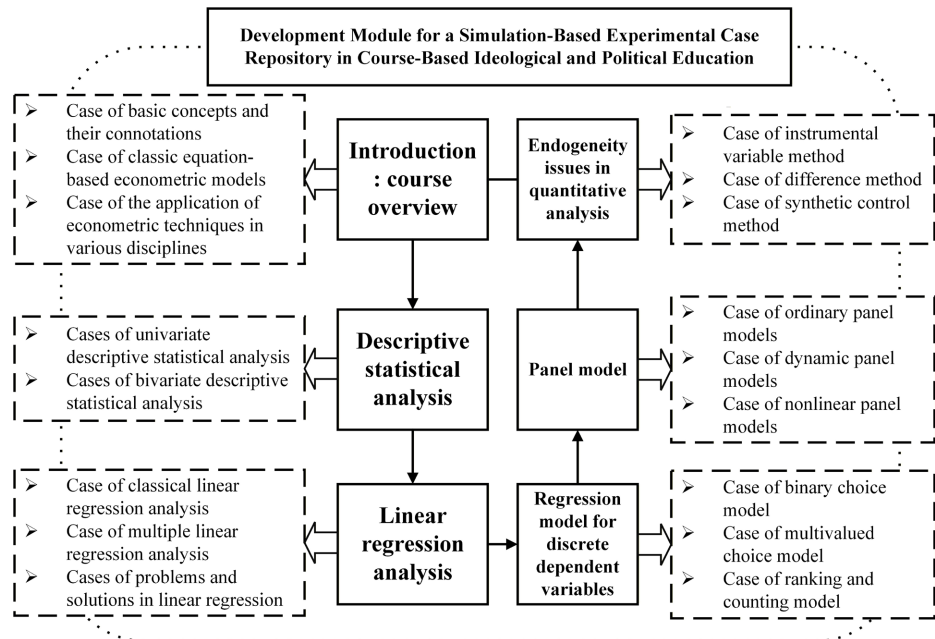 Development Module for a Simulation-Based Experimental Case
Repository in Course-Based Ideological and Political Education
Case of basic concepts and
their connotations
Case of classic equation-
based econometric models
Case of the application of
econometric techniques in
various disciplines
Introduction
: course
overview
Endogeneity
issues in
quantitative
analysis
Case of instrumental
variable method
Case of difference method
Case of synthetic control
method
Cases of univariate
descriptive statistical analysis
Cases of bivariate descriptive
statistical analysis
Descriptive
statistical
analysis
Panel model
Case of ordinary panel
models
Case of dynamic panel
models
Case of nonlinear panel
models
Case of classical linear
regression analysis
Case of multiple linear
regression analysis
Cases of problems and
solutions in linear regression
Linear
regression
analysis
Regression
model for
discrete
dependent
variables
Case of binary choice
model
Case of multivalued
choice model
Case of ranking and
counting model